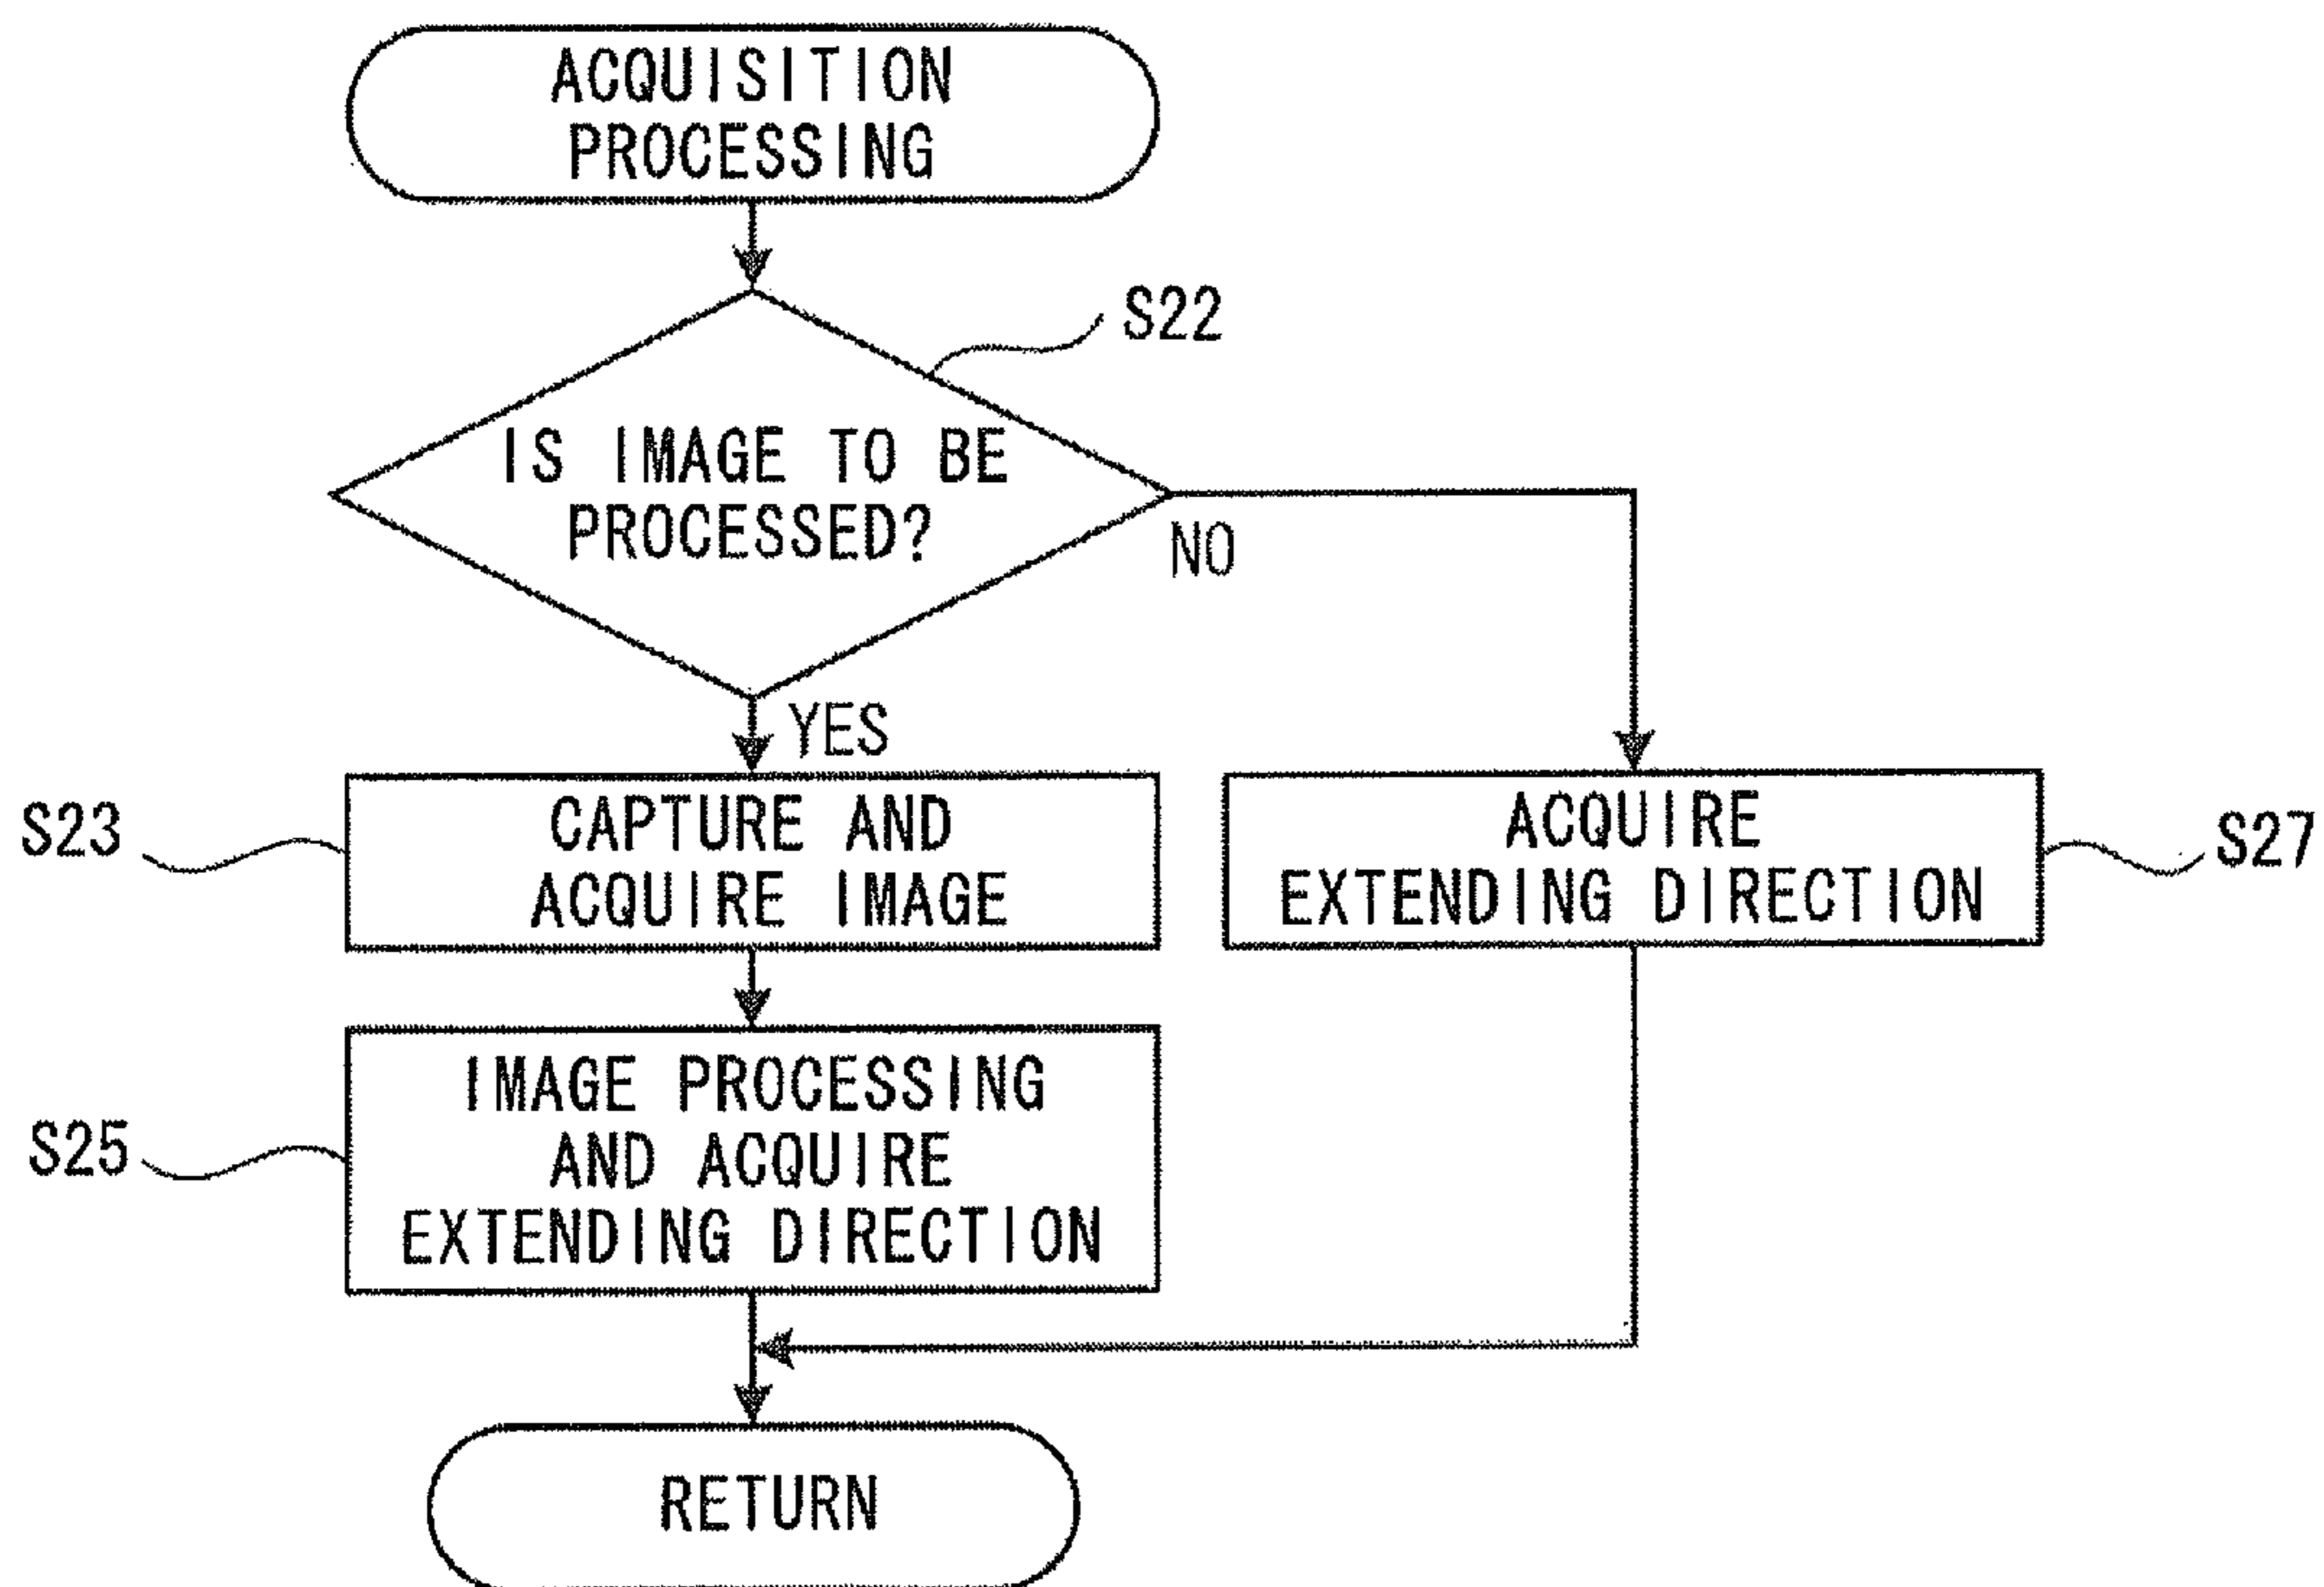 ACQUISITION
PROCESSING
S22
IS IMAGE TO BE
PROCESSED?
NO
YES
S23
CAPTURE AND
ACQUIRE IMAGE
ACQUIRE
EXTENDING DIRECTION
S27
S25
IMAGE PROCESSING
AND ACQUIRE
EXTENDING DIRECTION
RETURN